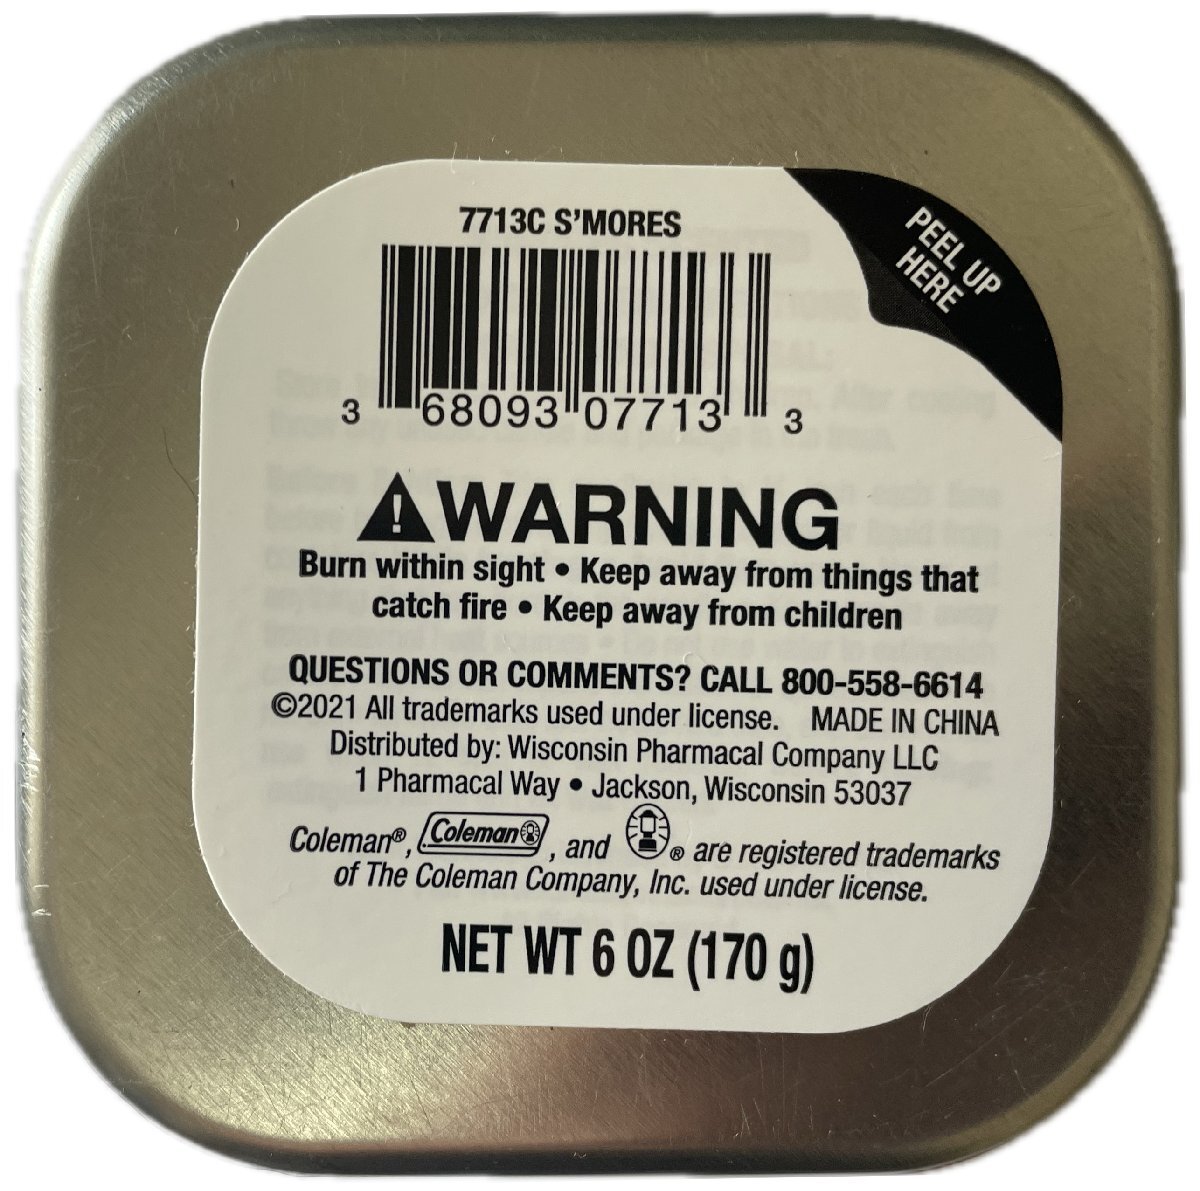 7713C S'MORES
PEEL UP
HERE
3 68093 07713 3
WARNING
Burn within sight • Keep away from things that
catch fire • Keep away from children
QUESTIONS OR COMMENTS? CALL 800-558-6614
©2021 All trademarks used under license. MADE IN CHINA
Distributed by: Wisconsin Pharmacal Company LLC
1 Pharmacal Way • Jackson, Wisconsin 53037
Coleman®, Coleman, and ® are registered trademarks
of The Coleman Company, Inc. used under license.
NET WT 6 OZ (170 g)